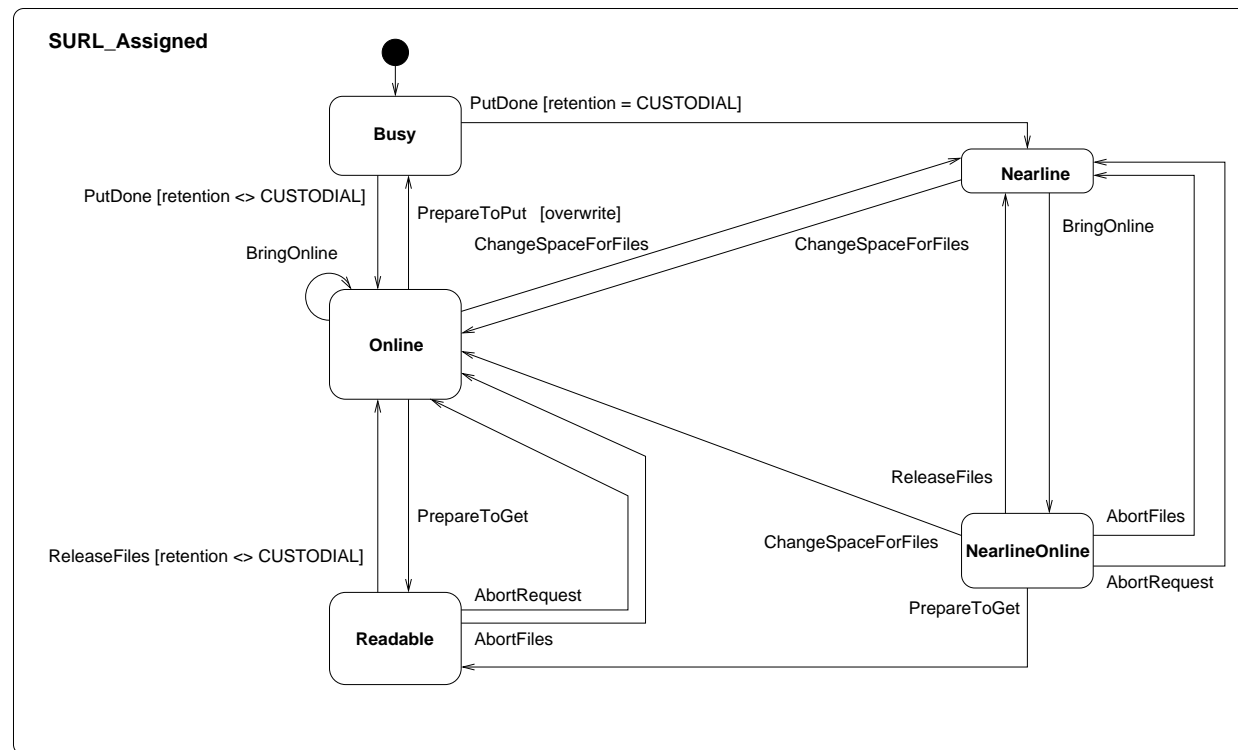 SURL_Assigned
PutDone [retention = CUSTODIAL]
Busy
Nearline
PutDone [retention <> CUSTODIAL]
PrepareToPut [overwrite]
BringOnline
ChangeSpaceForFiles
ChangeSpaceForFiles
BringOnline
Online
ReleaseFiles
PrepareToGet
AbortFiles
ChangeSpaceForFiles
NearlineOnline
ReleaseFiles [retention <> CUSTODIAL]
AbortRequest
AbortRequest
PrepareToGet
Readable
AbortFiles